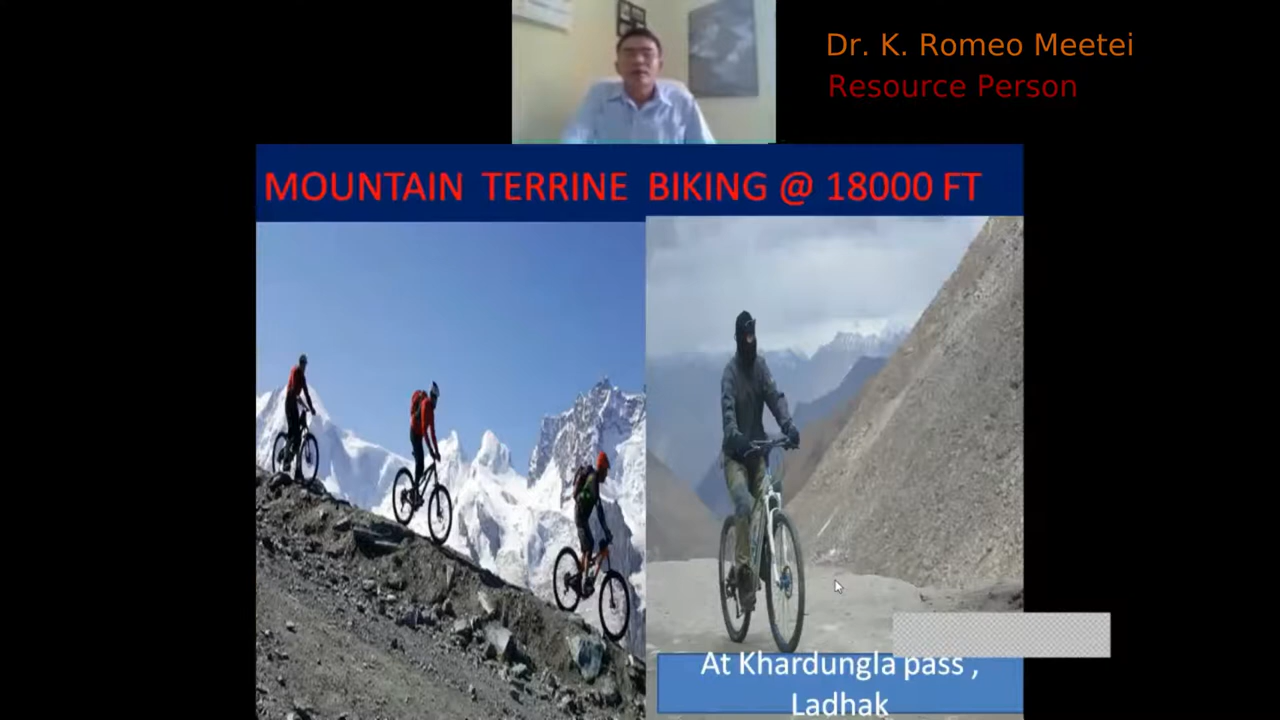 Dr. K. Romeo Meetei
Resource Person
MOUNTAIN TERRINE BIKING @ 18000 FT
At Khardungla pass ,
Ladhak